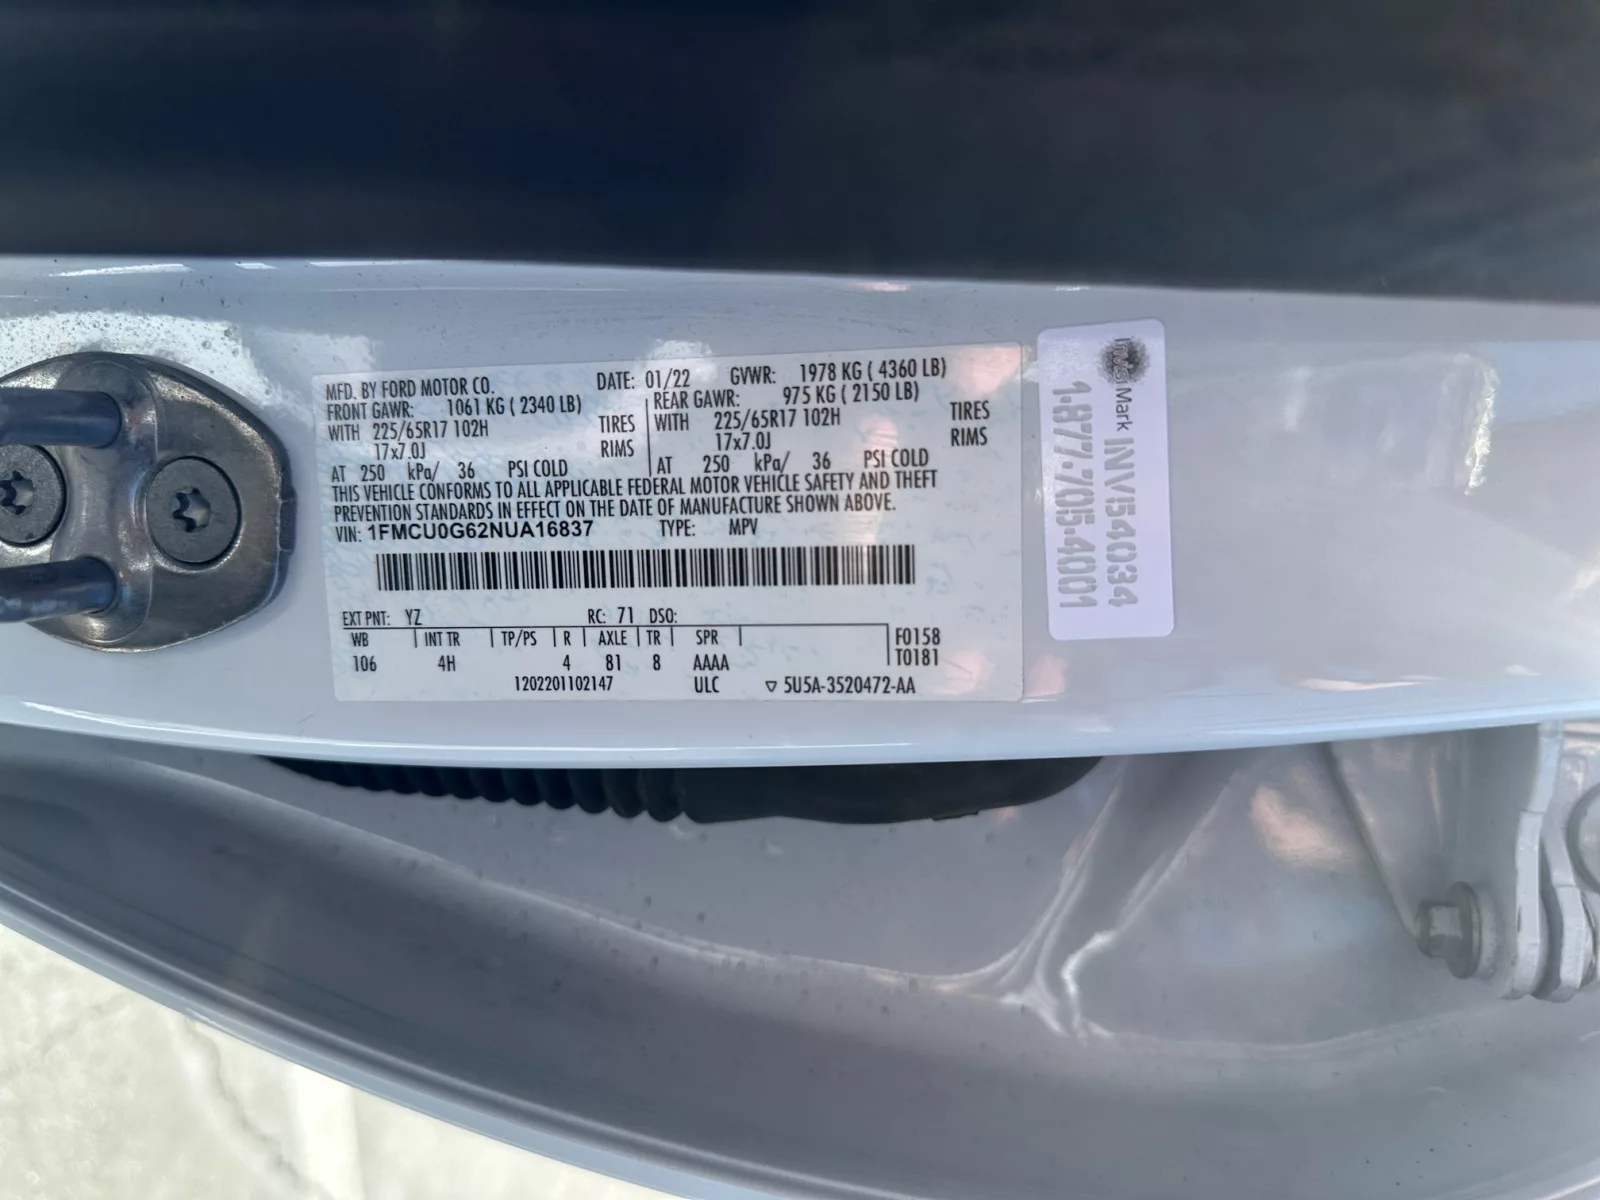 MFD. BY FORD MOTOR CO. DATE: 01/22 GVWR: 1978 KG ( 4360 LB)
FRONT GAWR: 1061 KG ( 2340 LB) REAR GAWR: 975 KG ( 2150 LB)
WITH 225/65R17 102H TIRES WITH 225/65R17 102H TIRES
17x7.0J RIMS 17x7.0J RIMS
AT 250 kPa/ 36 PSI COLD AT 250 kPa/ 36 PSI COLD
THIS VEHICLE CONFORMS TO ALL APPLICABLE FEDERAL MOTOR VEHICLE SAFETY AND THEFT
PREVENTION STANDARDS IN EFFECT ON THE DATE OF MANUFACTURE SHOWN ABOVE.
VIN: 1FMCU0G62NUA16837 TYPE: MPV
EXT PNT: YZ RC: 71 DSO:
WB INT TR TP/PS R AXLE TR SPR F0158
106 4H 4 81 8 AAAA T0181
1202201102147 ULC ▽ 5U5A-3520472-AA
InvisiMark INV54034
1-877-705-4001